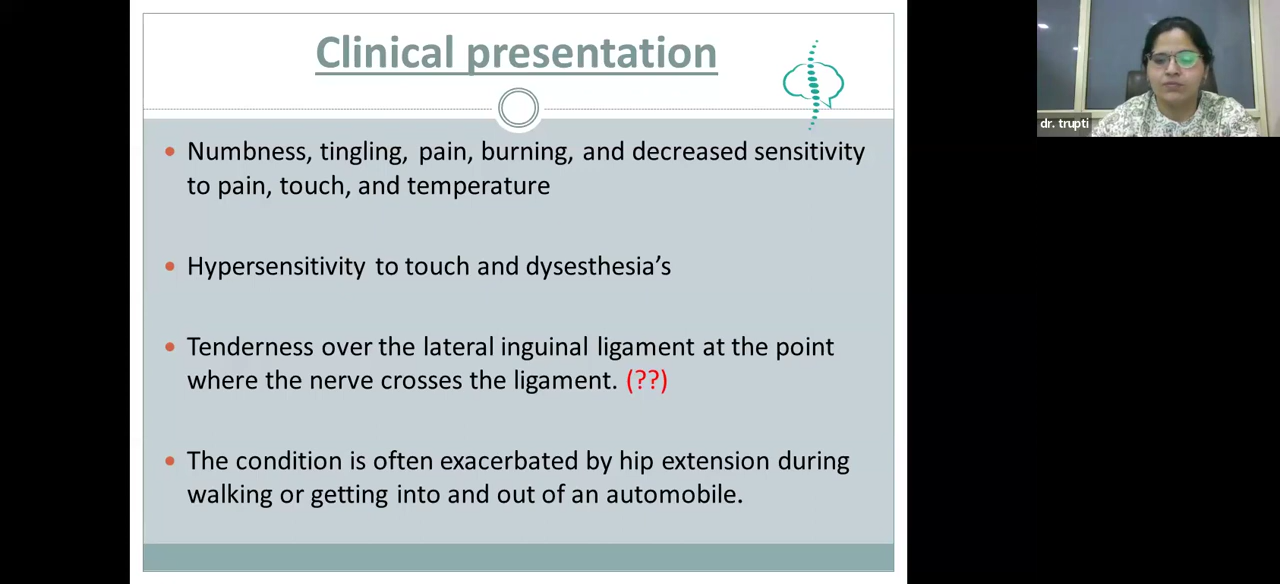 Clinical presentation
dr. trupti
• Numbness, tingling, pain, burning, and decreased sensitivity
to pain, touch, and temperature
• Hypersensitivity to touch and dysesthesia's
• Tenderness over the lateral inguinal ligament at the point
where the nerve crosses the ligament. (??)
• The condition is often exacerbated by hip extension during
walking or getting into and out of an automobile.